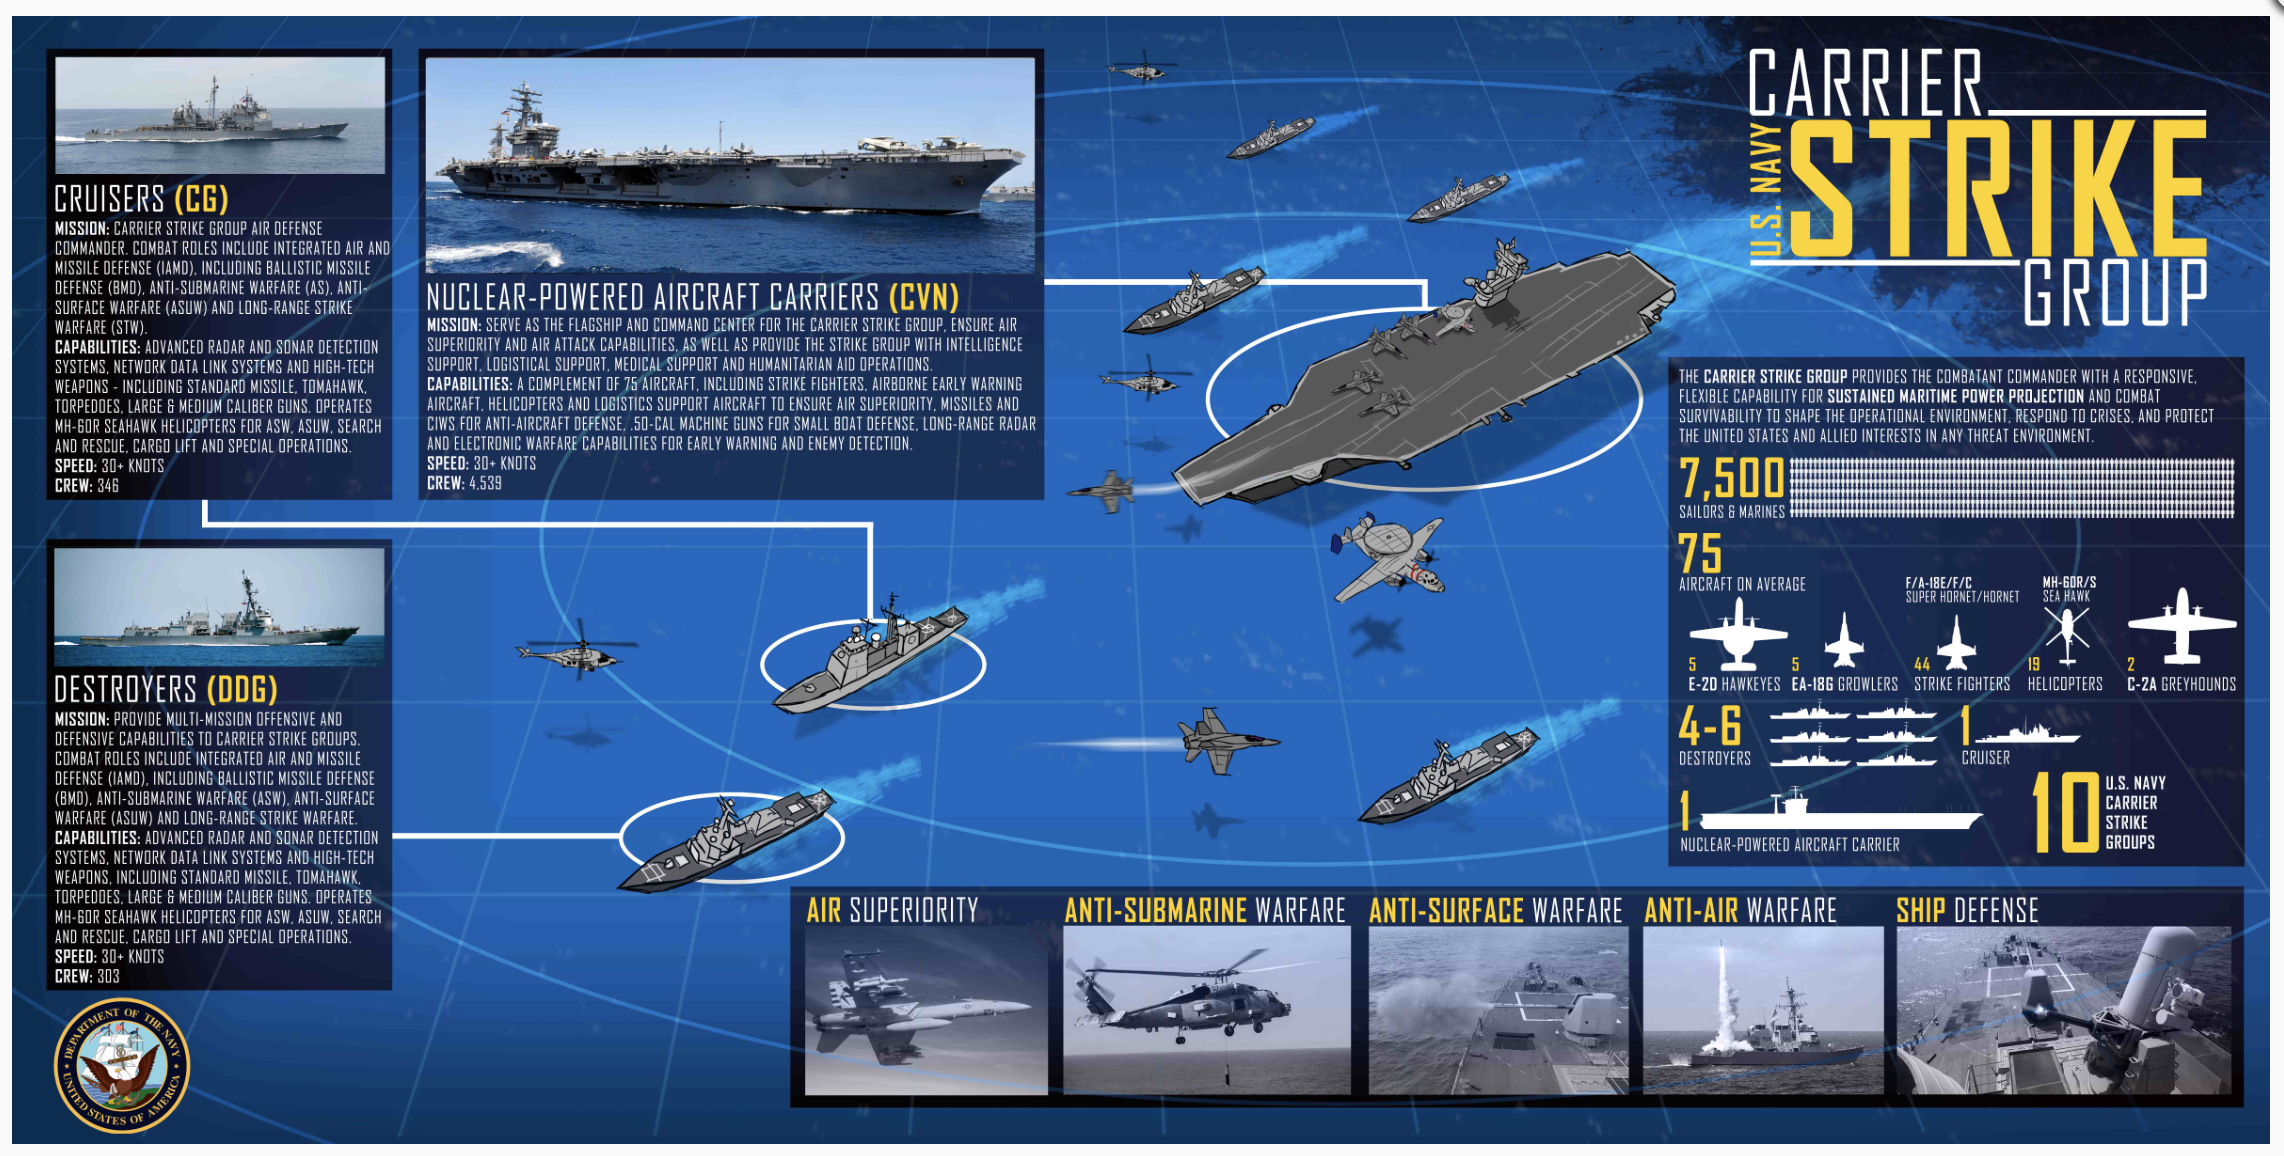 CARRIER
U.S. NAVY
STRIKE
GROUP
CRUISERS (CG)
MISSION: CARRIER STRIKE GROUP AIR DEFENSE
COMMANDER. COMBAT ROLES INCLUDE INTEGRATED AIR AND
MISSILE DEFENSE (IAMD), INCLUDING BALLISTIC MISSILE
DEFENSE (BMD), ANTI-SUBMARINE WARFARE (AS), ANTI-
SURFACE WARFARE (ASUW) AND LONG-RANGE STRIKE
WARFARE (STW).
CAPABILITIES: ADVANCED RADAR AND SONAR DETECTION
SYSTEMS, NETWORK DATA LINK SYSTEMS AND HIGH-TECH
WEAPONS - INCLUDING STANDARD MISSILE, TOMAHAWK,
TORPEDOES, LARGE & MEDIUM CALIBER GUNS. OPERATES
MH-60R SEAHAWK HELICOPTERS FOR ASW, ASUW, SEARCH
AND RESCUE, CARGO LIFT AND SPECIAL OPERATIONS.
SPEED: 30+ KNOTS
CREW: 346
NUCLEAR-POWERED AIRCRAFT CARRIERS (CVN)
MISSION: SERVE AS THE FLAGSHIP AND COMMAND CENTER FOR THE CARRIER STRIKE GROUP, ENSURE AIR
SUPERIORITY AND AIR ATTACK CAPABILITIES, AS WELL AS PROVIDE THE STRIKE GROUP WITH INTELLIGENCE
SUPPORT, LOGISTICAL SUPPORT, MEDICAL SUPPORT AND HUMANITARIAN AID OPERATIONS.
CAPABILITIES: A COMPLEMENT OF 75 AIRCRAFT, INCLUDING STRIKE FIGHTERS, AIRBORNE EARLY WARNING
AIRCRAFT, HELICOPTERS AND LOGISTICS SUPPORT AIRCRAFT TO ENSURE AIR SUPERIORITY, MISSILES AND
CIWS FOR ANTI-AIRCRAFT DEFENSE, .50-CAL MACHINE GUNS FOR SMALL BOAT DEFENSE, LONG-RANGE RADAR
AND ELECTRONIC WARFARE CAPABILITIES FOR EARLY WARNING AND ENEMY DETECTION.
SPEED: 30+ KNOTS
CREW: 4,539
DESTROYERS (DDG)
MISSION: PROVIDE MULTI-MISSION OFFENSIVE AND
DEFENSIVE CAPABILITIES TO CARRIER STRIKE GROUPS.
COMBAT ROLES INCLUDE INTEGRATED AIR AND MISSILE
DEFENSE (IAMD), INCLUDING BALLISTIC MISSILE DEFENSE
(BMD), ANTI-SUBMARINE WARFARE (ASW), ANTI-SURFACE
WARFARE (ASUW) AND LONG-RANGE STRIKE WARFARE.
CAPABILITIES: ADVANCED RADAR AND SONAR DETECTION
SYSTEMS, NETWORK DATA LINK SYSTEMS AND HIGH-TECH
WEAPONS, INCLUDING STANDARD MISSILE, TOMAHAWK,
TORPEDOES, LARGE & MEDIUM CALIBER GUNS. OPERATES
MH-60R SEAHAWK HELICOPTERS FOR ASW, ASUW, SEARCH
AND RESCUE, CARGO LIFT AND SPECIAL OPERATIONS.
SPEED: 30+ KNOTS
CREW: 303
DEPARTMENT OF THE NAVY
UNITED STATES OF AMERICA
THE CARRIER STRIKE GROUP PROVIDES THE COMBATANT COMMANDER WITH A RESPONSIVE,
FLEXIBLE CAPABILITY FOR SUSTAINED MARITIME POWER PROJECTION AND COMBAT
SURVIVABILITY TO SHAPE THE OPERATIONAL ENVIRONMENT, RESPOND TO CRISES, AND PROTECT
THE UNITED STATES AND ALLIED INTERESTS IN ANY THREAT ENVIRONMENT.
7,500
SAILORS & MARINES
75
AIRCRAFT ON AVERAGE
5
E-2D HAWKEYES
5
EA-18G GROWLERS
F/A-18E/F/C
SUPER HORNET/HORNET
44
STRIKE FIGHTERS
MH-60R/S
SEA HAWK
19
HELICOPTERS
2
C-2A GREYHOUNDS
4-6
DESTROYERS
1
CRUISER
1
NUCLEAR-POWERED AIRCRAFT CARRIER
10
U.S. NAVY
CARRIER
STRIKE
GROUPS
AIR SUPERIORITY
ANTI-SUBMARINE WARFARE
ANTI-SURFACE WARFARE
ANTI-AIR WARFARE
SHIP DEFENSE